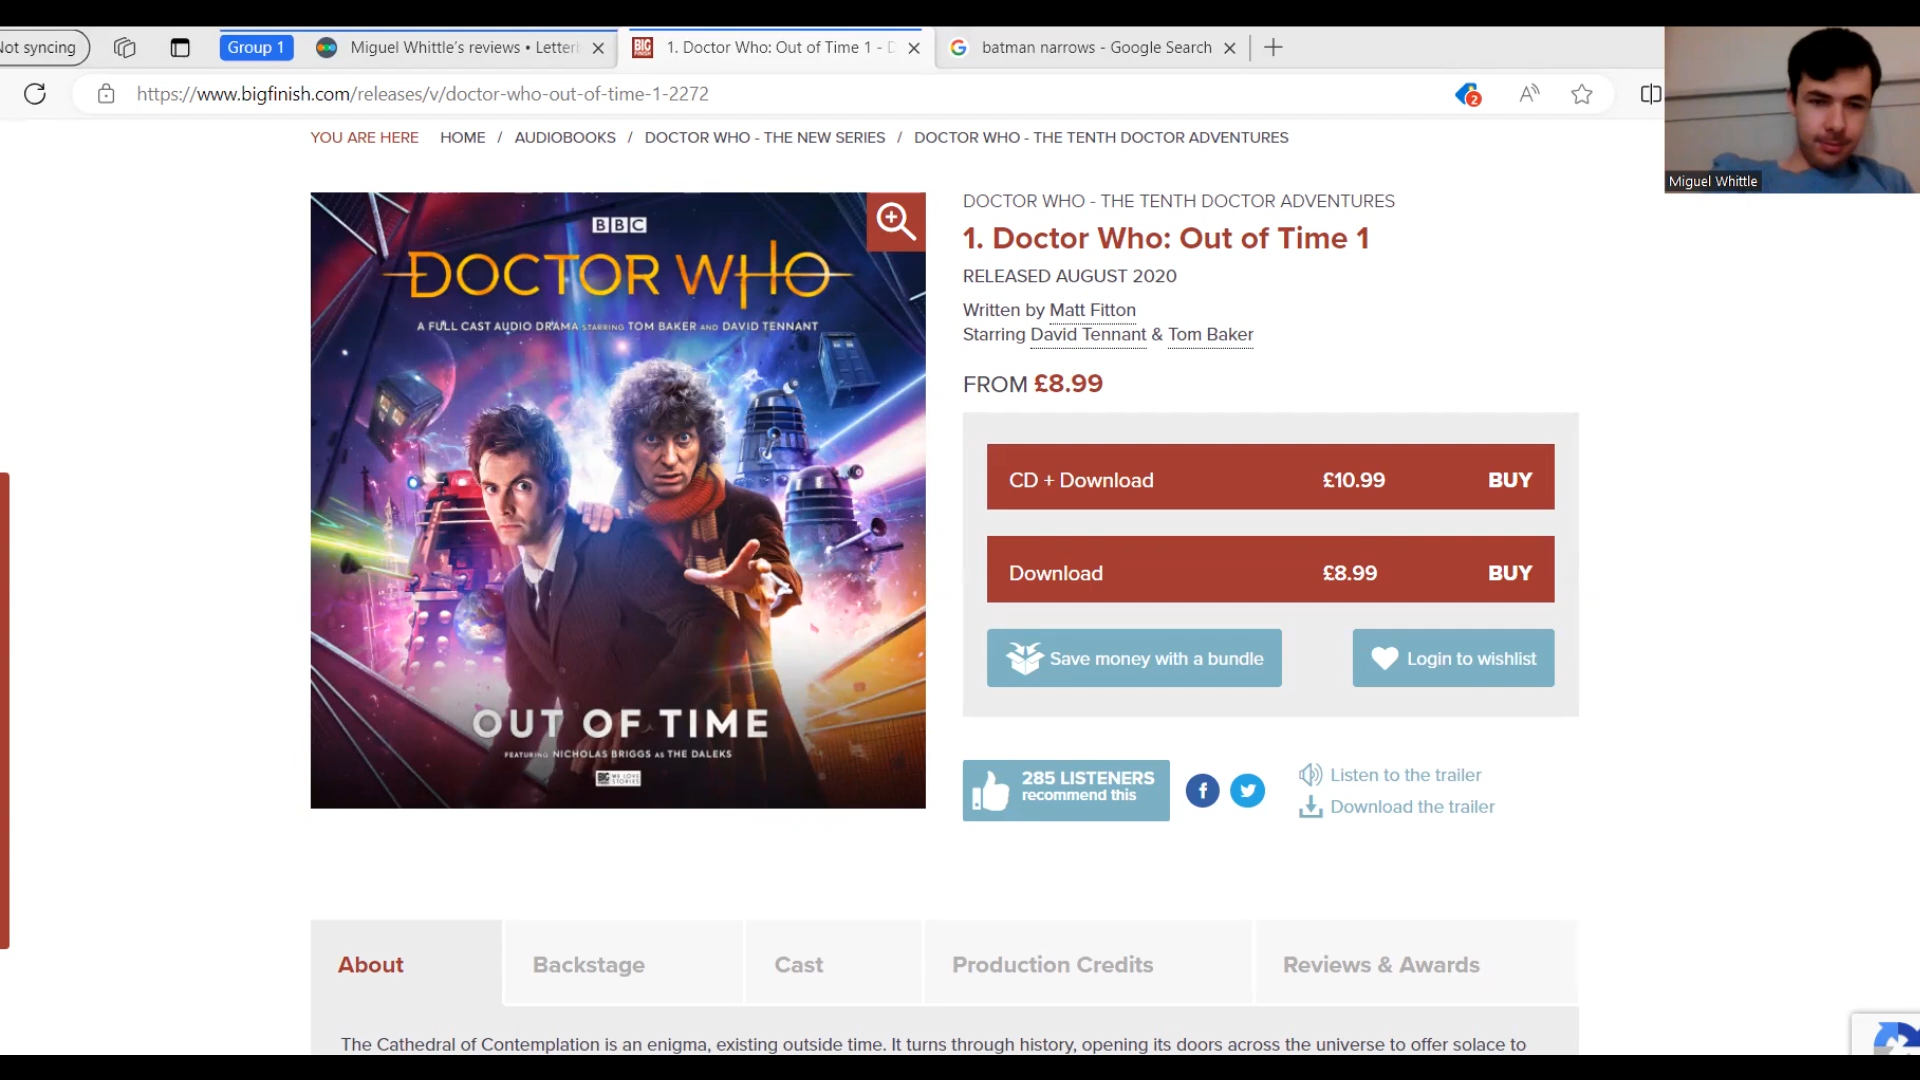 Not syncing
Group 1
Miguel Whittle's reviews • Letter
1. Doctor Who: Out of Time 1 - D
batman narrows - Google Search
https://www.bigfinish.com/releases/v/doctor-who-out-of-time-1-2272
2
Miguel Whittle
YOU ARE HERE HOME / AUDIOBOOKS / DOCTOR WHO - THE NEW SERIES / DOCTOR WHO - THE TENTH DOCTOR ADVENTURES
BBC
DOCTOR WHO
A FULL CAST AUDIO DRAMA STARRING TOM BAKER AND DAVID TENNANT
OUT OF TIME
FEATURING NICHOLAS BRIGGS AS THE DALEKS
BIG FINISH WE LOVE STORIES
DOCTOR WHO - THE TENTH DOCTOR ADVENTURES
1. Doctor Who: Out of Time 1
RELEASED AUGUST 2020
Written by Matt Fitton
Starring David Tennant & Tom Baker
FROM £8.99
CD + Download £10.99 BUY
Download £8.99 BUY
Save money with a bundle
Login to wishlist
285 LISTENERS
recommend this
Listen to the trailer
Download the trailer
About
Backstage
Cast
Production Credits
Reviews & Awards
The Cathedral of Contemplation is an enigma, existing outside time. It turns through history, opening its doors across the universe to offer solace to